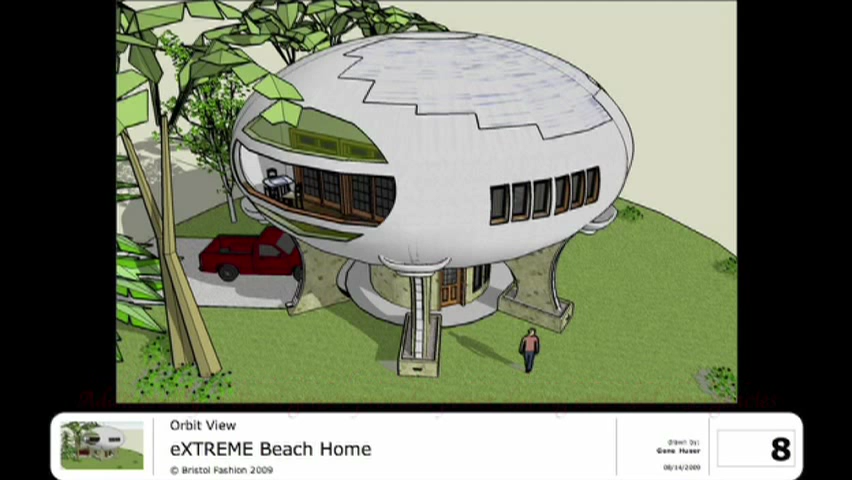 Orbit View
eXTREME Beach Home
© Bristol Fashion 2009
Drawn by:
Gene Huser
08/14/2009
8